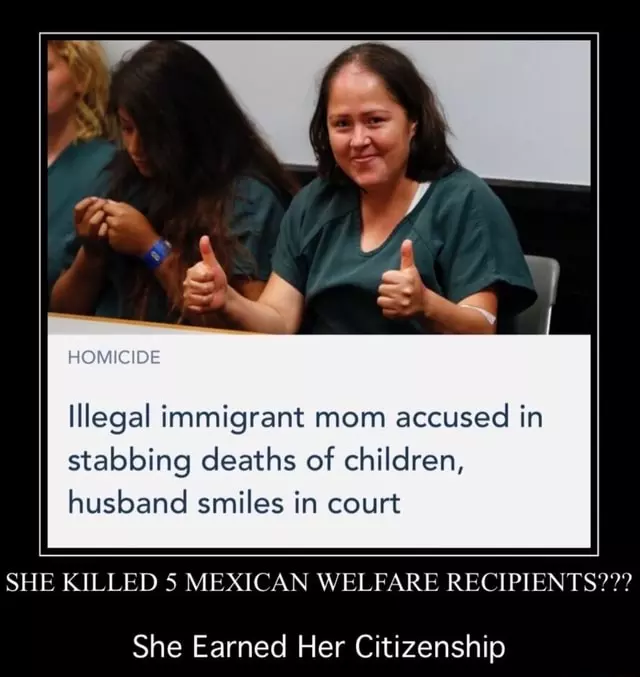 HOMICIDE
Illegal immigrant mom accused in
stabbing deaths of children,
husband smiles in court
SHE KILLED 5 MEXICAN WELFARE RECIPIENTS???
She Earned Her Citizenship